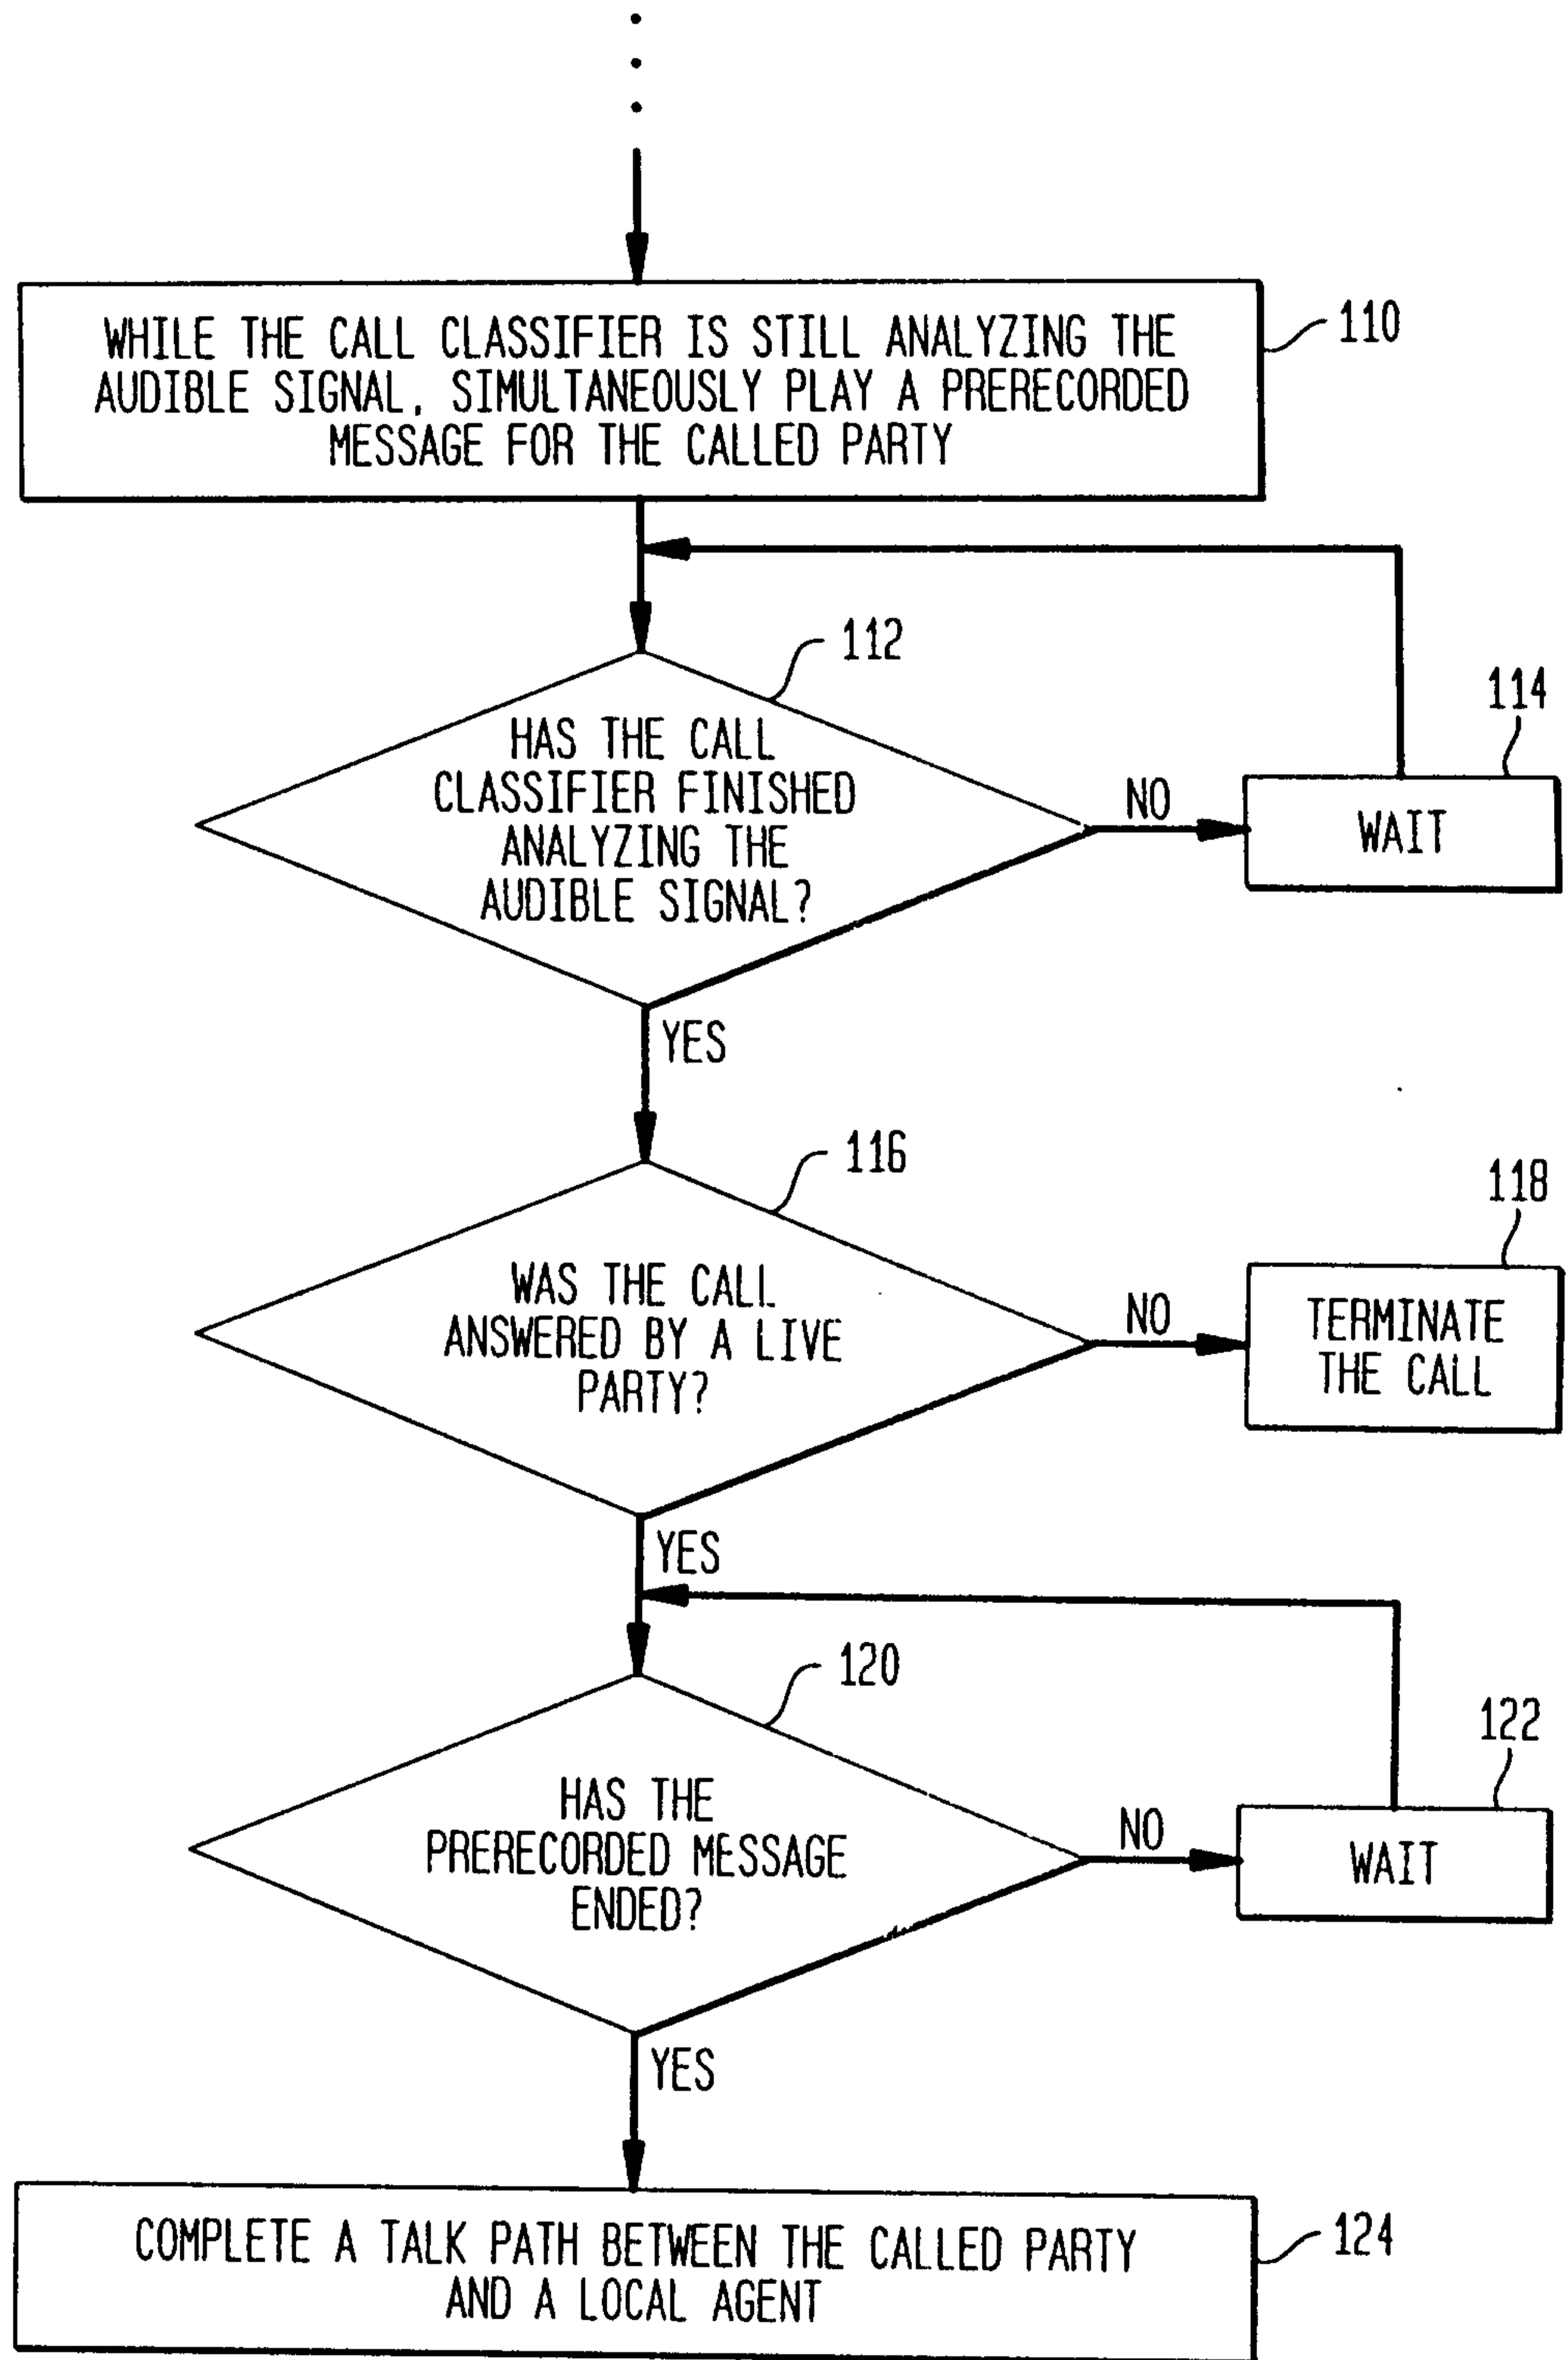 WHILE THE CALL CLASSIFIER IS STILL ANALYZING THE
AUDIBLE SIGNAL, SIMULTANEOUSLY PLAY A PRERECORDED
MESSAGE FOR THE CALLED PARTY
110
112
HAS THE CALL
CLASSIFIER FINISHED
ANALYZING THE
AUDIBLE SIGNAL?
NO
114
WAIT
YES
116
WAS THE CALL
ANSWERED BY A LIVE
PARTY?
NO
118
TERMINATE
THE CALL
YES
120
HAS THE
PRERECORDED MESSAGE
ENDED?
NO
122
WAIT
YES
COMPLETE A TALK PATH BETWEEN THE CALLED PARTY
AND A LOCAL AGENT
124